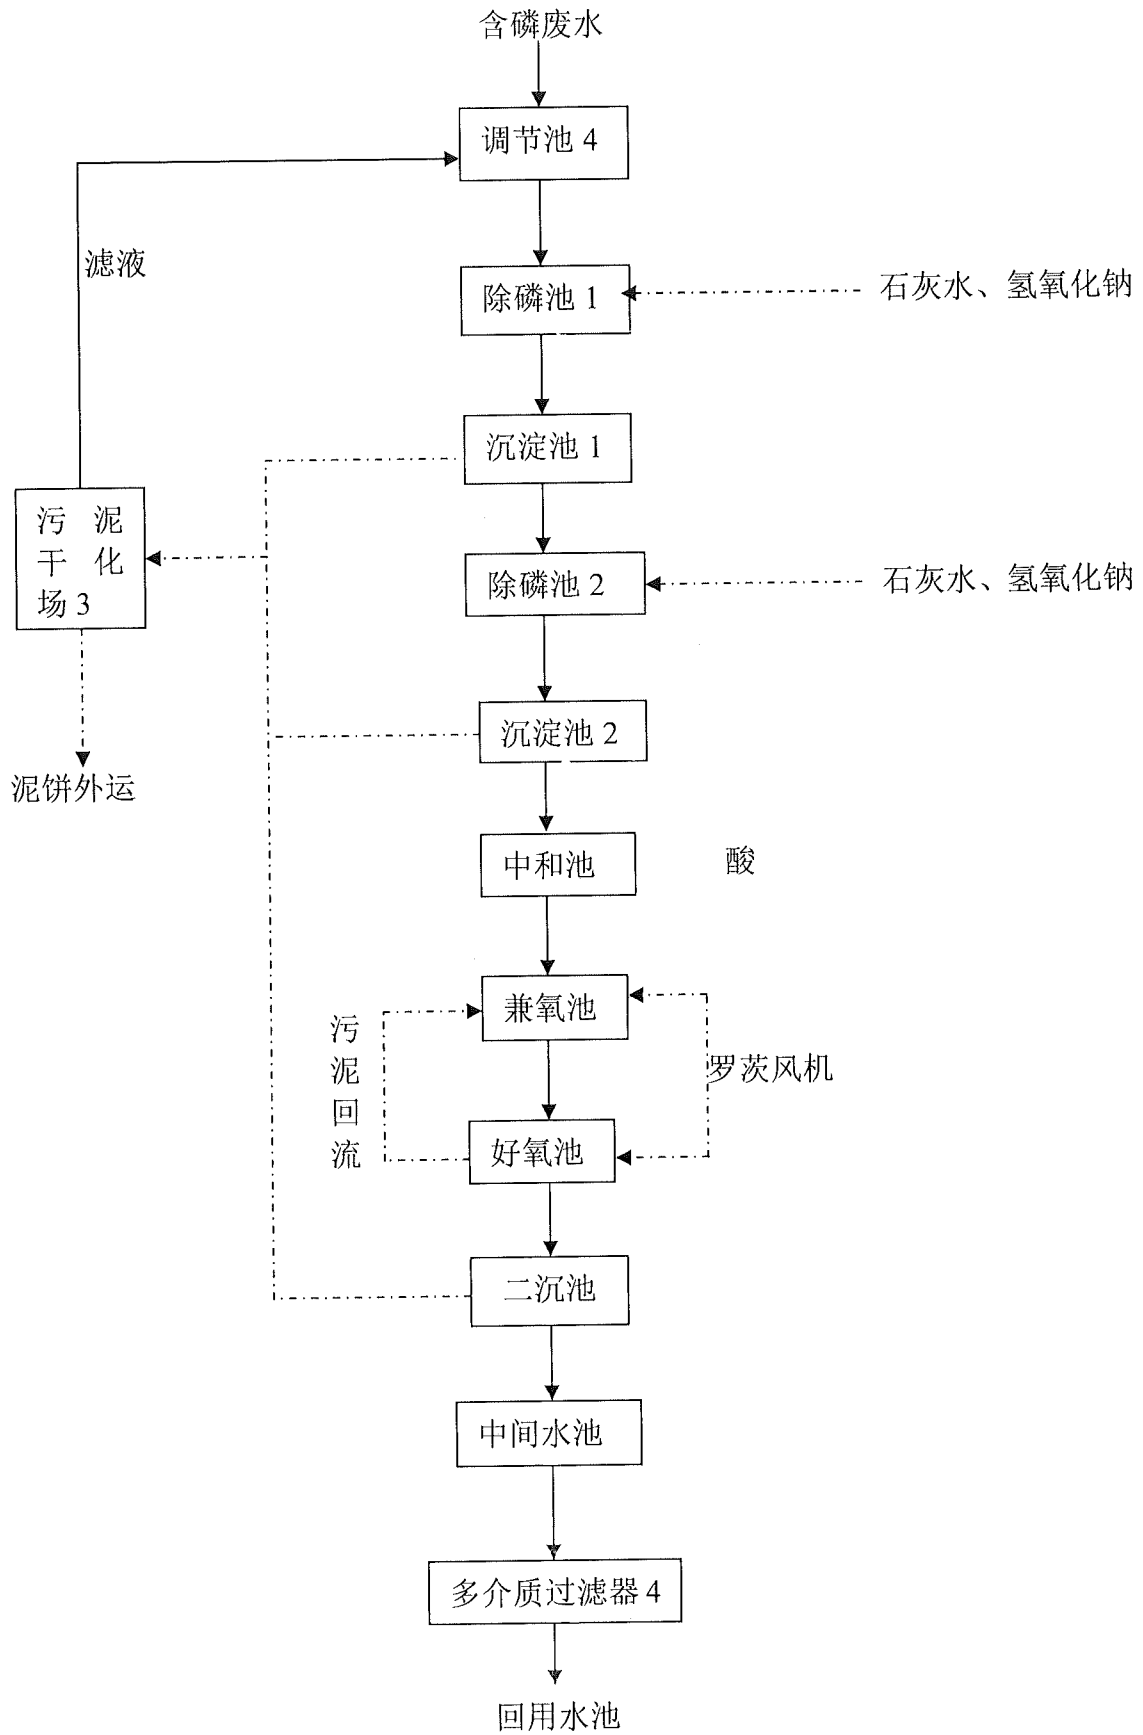 含磷废水
调节池 4
滤液
除磷池 1
石灰水、氢氧化钠
沉淀池 1
污 泥
干 化
场 3
除磷池 2
石灰水、氢氧化钠
沉淀池 2
泥饼外运
中和池
酸
兼氧池
污
泥
回
流
罗茨风机
好氧池
二沉池
中间水池
多介质过滤器 4
回用水池